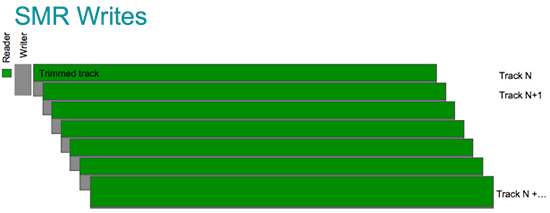 SMR Writes
Reader
Writer
Trimmed track
Track N
Track N+1
Track N +...